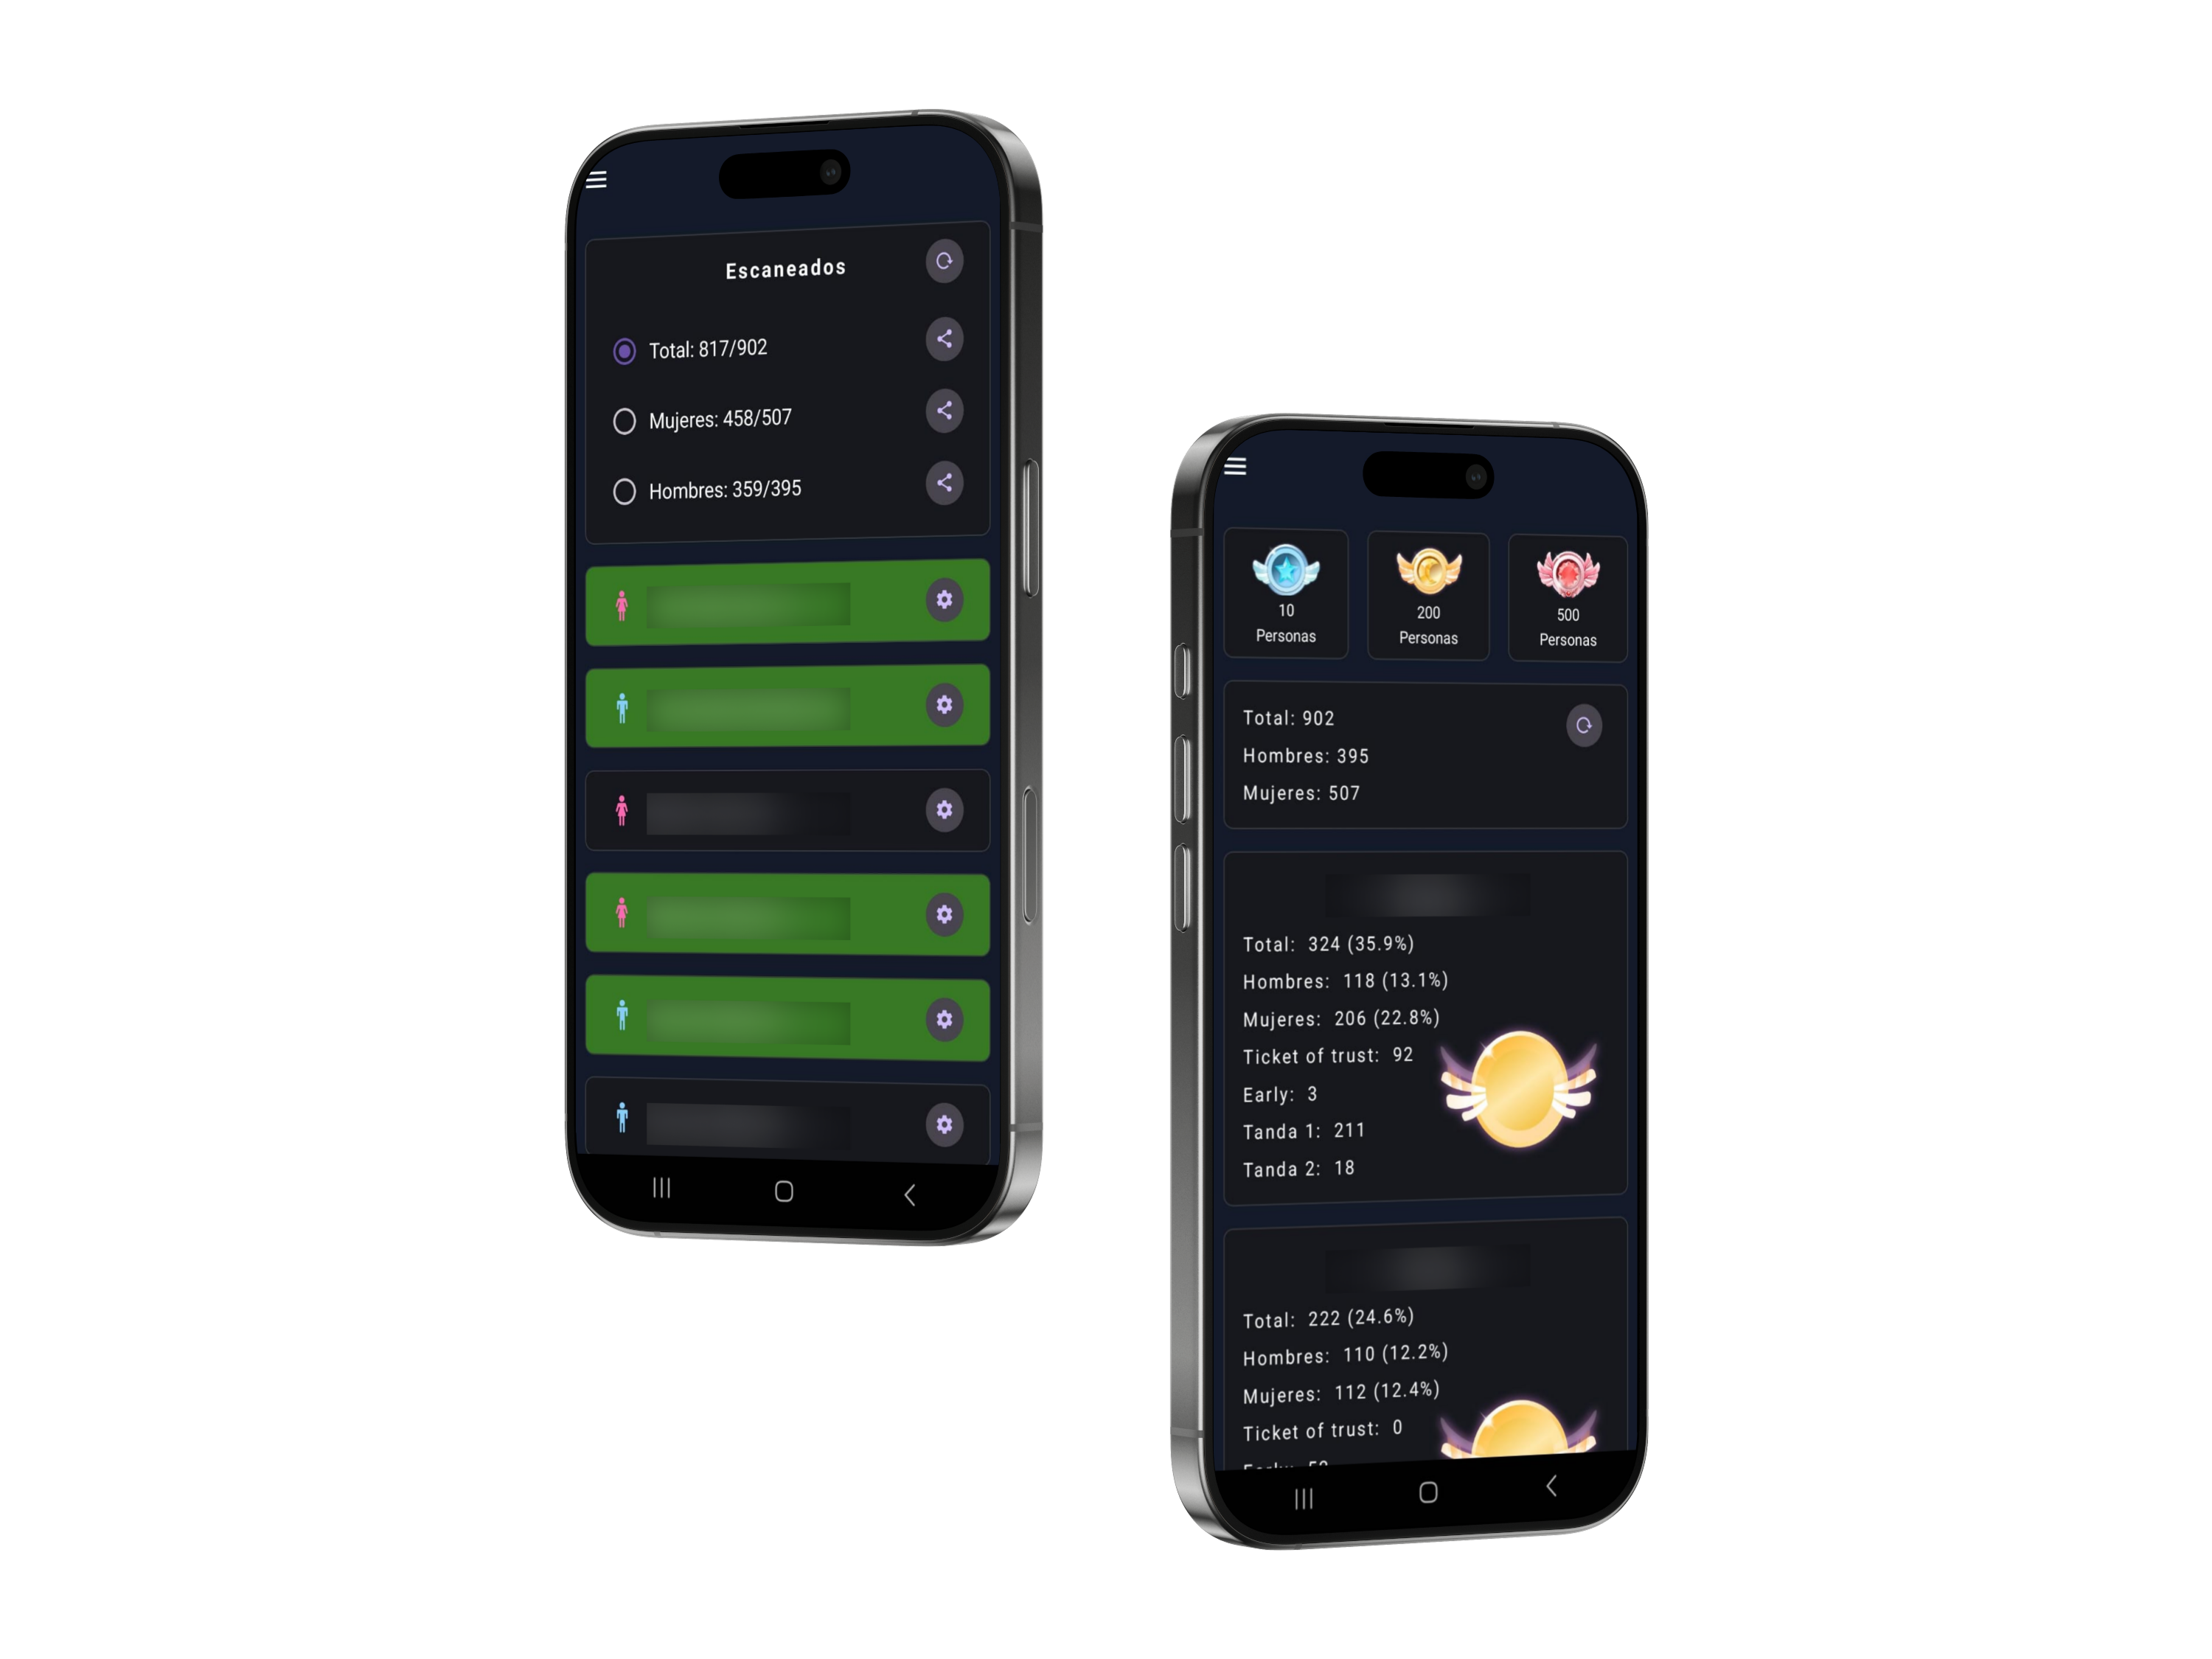 Escaneados
Total: 817/902
Mujeres: 458/507
Hombres: 359/395
10
Personas
200
Personas
500
Personas
Total: 902
Hombres: 395
Mujeres: 507
Total: 324 (35.9%)
Hombres: 118 (13.1%)
Mujeres: 206 (22.8%)
Ticket of trust: 92
Early: 3
Tanda 1: 211
Tanda 2: 18
Total: 222 (24.6%)
Hombres: 110 (12.2%)
Mujeres: 112 (12.4%)
Ticket of trust: 0